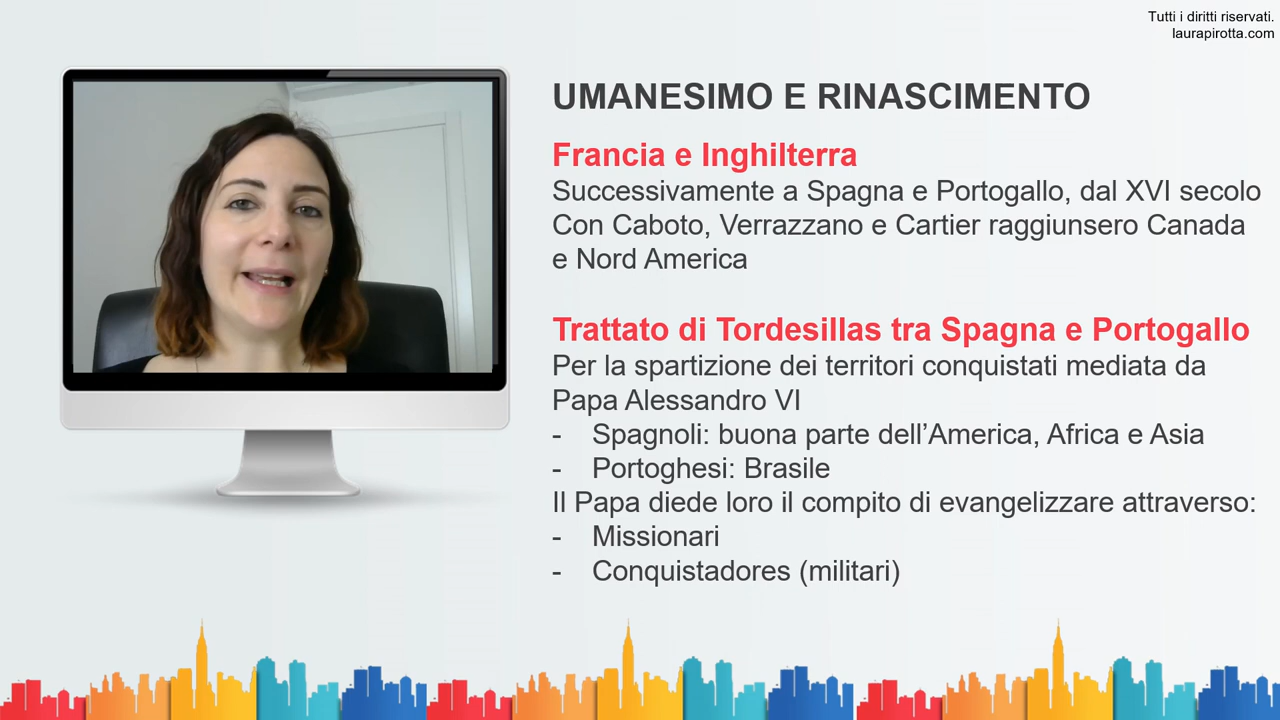 Tutti i diritti riservati.
laurapirotta.com
UMANESIMO E RINASCIMENTO
Francia e Inghilterra
Successivamente a Spagna e Portogallo, dal XVI secolo
Con Caboto, Verrazzano e Cartier raggiunsero Canada
e Nord America
Trattato di Tordesillas tra Spagna e Portogallo
Per la spartizione dei territori conquistati mediata da
Papa Alessandro VI
- Spagnoli: buona parte dell’America, Africa e Asia
- Portoghesi: Brasile
Il Papa diede loro il compito di evangelizzare attraverso:
- Missionari
- Conquistadores (militari)